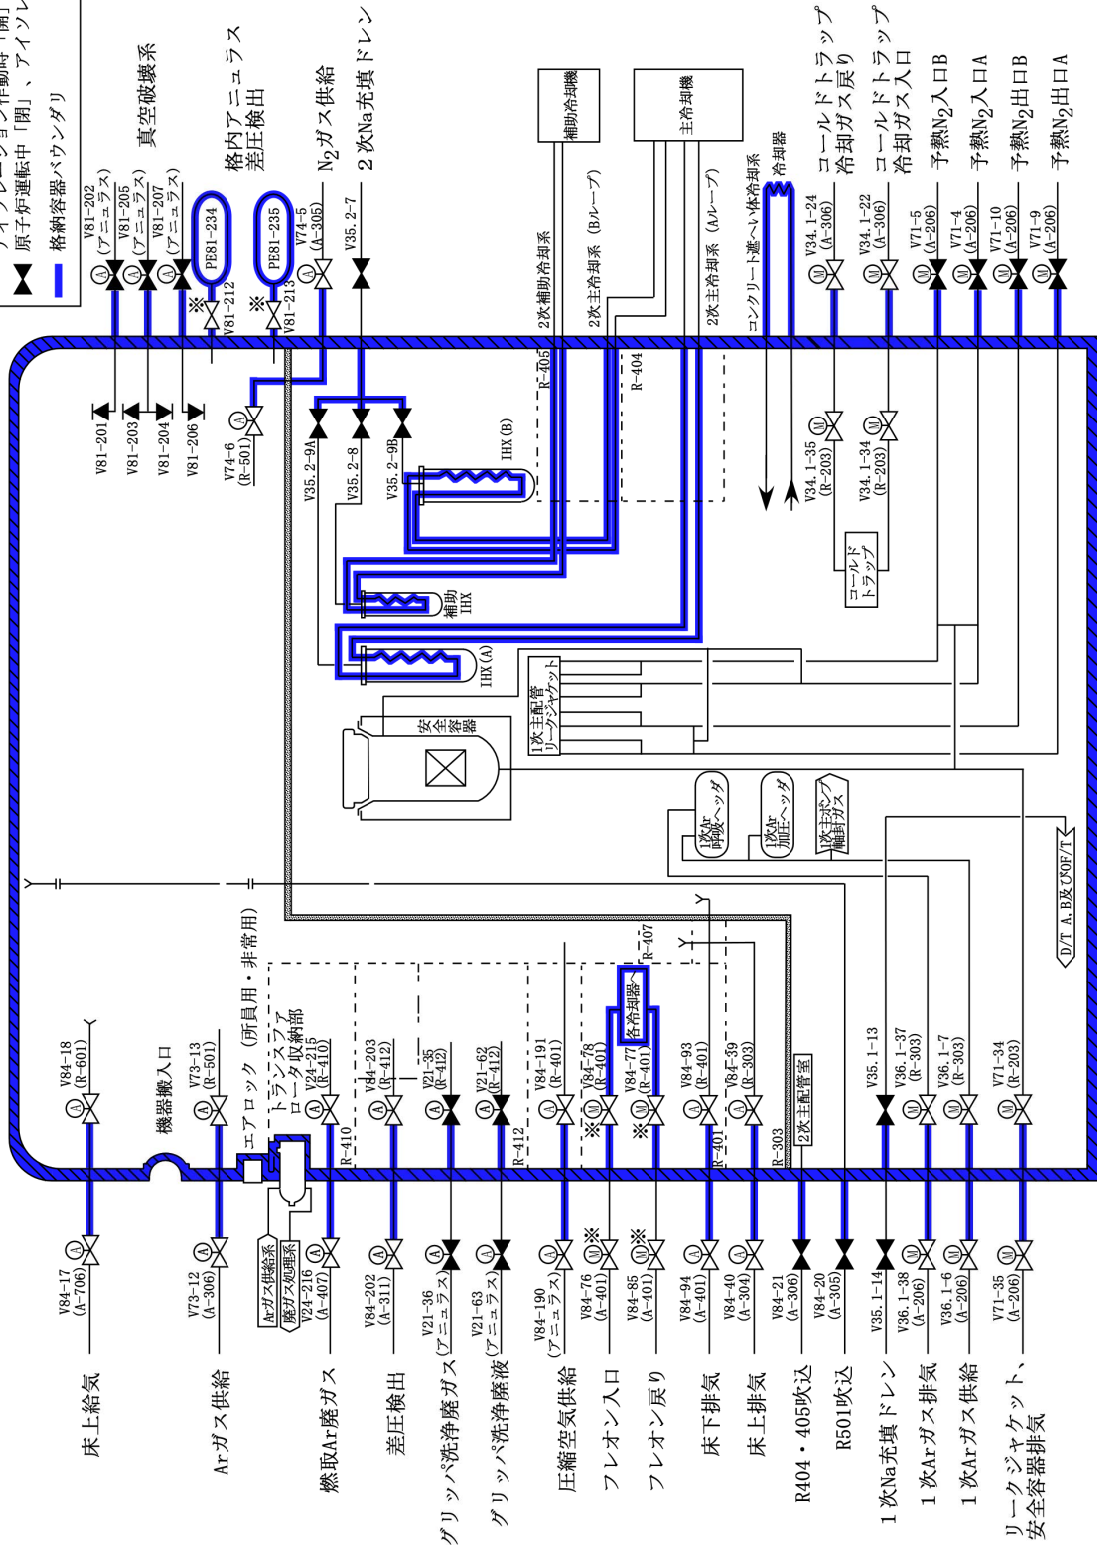 原子炉運転中「閉」、アイソレ
格納容器バウンダリ
真空破壊系
V81-202
(アニュラス)
V81-205
(アニュラス)
V81-207
(アニュラス)
格内アニュラス
差圧検出
PE81-234
PE81-235
※
V81-212
※
V81-213
N₂ガス供給
V74-5
(A-305)
2次Na充填ドレン
V35.2-7
補助冷却機
主冷却機
2次補助冷却系
2次主冷却系 (Bループ)
2次主冷却系 (Aループ)
コンクリート遮へい体冷却系
冷却器
コールドトラップ
冷却ガス戻り
V34.1-24
(A-306)
コールドトラップ
冷却ガス入口
V34.1-22
(A-306)
予熱N₂入口B
V71-5
(A-206)
予熱N₂入口A
V71-4
(A-206)
予熱N₂出口B
V71-10
(A-206)
予熱N₂出口A
V71-9
(A-206)
V81-201
V81-203
V81-204
V81-206
V74-6
(R-501)
V35.2-9A
V35.2-8
V35.2-9B
IHX(B)
R-405
R-404
補助
IHX
IHX(A)
V34.1-35
(R-203)
V34.1-34
(R-203)
コールド
トラップ
安全
容器
1次主配管
リークジャケット
1次Ar
呼吸ヘッダ
1次Ar
加圧ヘッダ
1次主ポンプ
軸封ガス
D/T A.B及びOF/T
V84-18
(R-601)
機器搬入口
V73-13
(R-501)
エアロック (所員用・非常用)
トランスファ
ロータ収納部
V24-215
(R-410)
R-410
V84-203
(R-412)
V21-35
(R-412)
V21-62
(R-412)
R-412
V84-191
(R-401)
V84-78
(R-401)
※
V84-77
(R-401)
※
各冷却器へ
R-407
V84-93
(R-401)
R-401
V84-39
(R-303)
R-303
2次主配管室
V35.1-13
V36.1-37
(R-303)
V36.1-7
(R-303)
V71-34
(R-203)
床上給気
V84-17
(A-706)
Arガス供給
V73-12
(A-306)
Arガス供給系
廃ガス処理系
燃取Ar廃ガス
V24-216
(A-407)
差圧検出
V84-202
(A-311)
グリッパ洗浄廃ガス
V21-36
(アニュラス)
グリッパ洗浄廃液
V21-63
(アニュラス)
圧縮空気供給
V84-190
(アニュラス)
フレオン入口
V84-76
(A-401)
※
フレオン戻り
V84-85
(A-401)
※
床下排気
V84-94
(A-401)
床上排気
V84-40
(A-304)
R404・405吹込
V84-21
(A-306)
R501吹込
V84-20
(A-305)
1次Na充填ドレン
V35.1-14
1次Arガス排気
V36.1-38
(A-206)
1次Arガス供給
V36.1-6
(A-206)
リークジャケット、
安全容器排気
V71-35
(A-206)